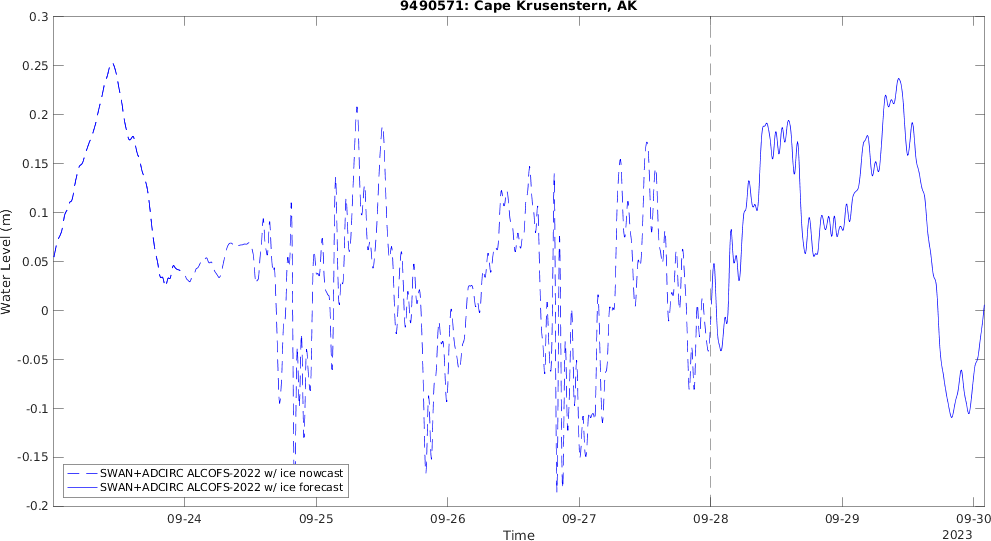 9490571: Cape Krusenstern, AK
0.3
0.25
0.2
0.15
0.1
0.05
0
-0.05
-0.1
-0.15
-0.2
Water Level (m)
SWAN+ADCIRC ALCOFS-2022 w/ ice nowcast
SWAN+ADCIRC ALCOFS-2022 w/ ice forecast
09-24 09-25 09-26 09-27 09-28 09-29 09-30
Time
2023